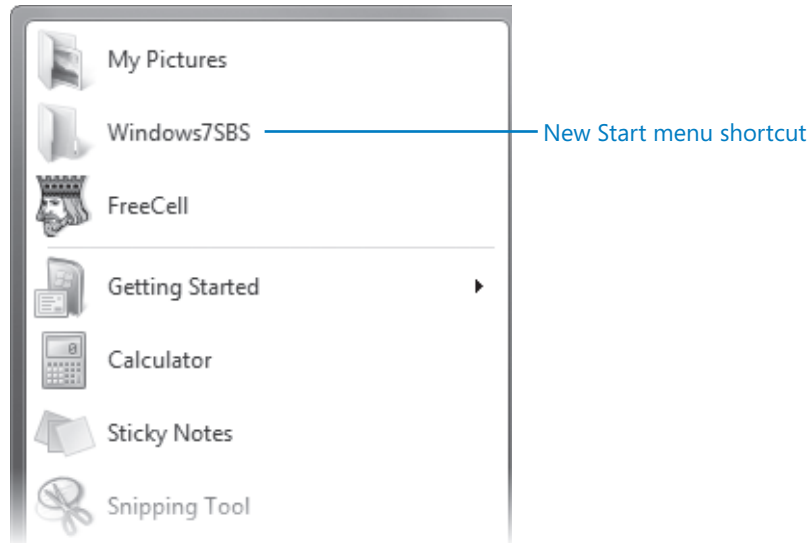 My Pictures
Windows7SBS
New Start menu shortcut
FreeCell
Getting Started
Calculator
Sticky Notes
Snipping Tool